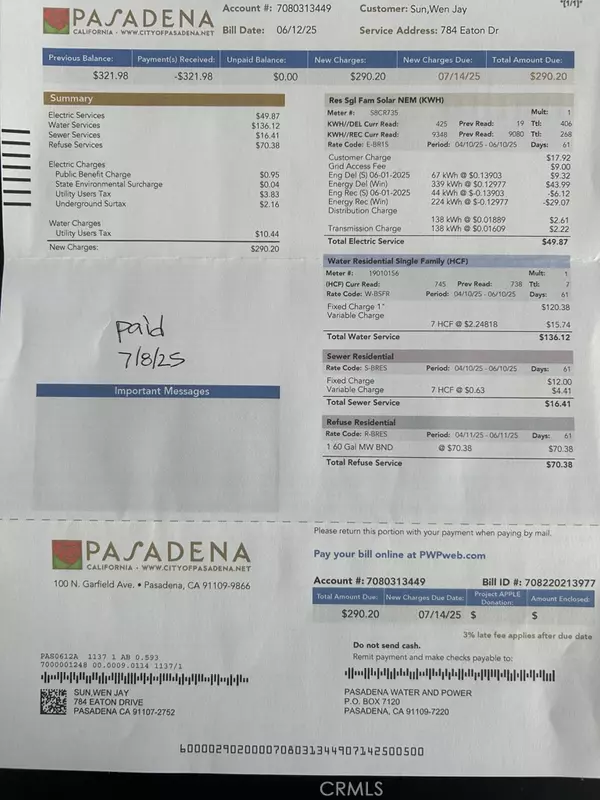 PASADENA
CALIFORNIA - WWW.CITYOFPASADENA.NET
Account #: 7080313449 Customer: Sun,Wen Jay
*[1/1]*
Bill Date: 06/12/25 Service Address: 784 Eaton Dr
Previous Balance: Payment(s) Received: Unpaid Balance: New Charges: New Charges Due: Total Amount Due:
$321.98 -$321.98 $0.00 $290.20 07/14/25 $290.20
Summary
Electric Services $49.87
Water Services $136.12
Sewer Services $16.41
Refuse Services $70.38
Electric Charges
Public Benefit Charge $0.95
State Environmental Surcharge $0.04
Utility Users Tax $3.83
Underground Surtax $2.16
Water Charges
Utility Users Tax $10.44
New Charges: $290.20
paid
7/8/25
Important Messages
Res Sgl Fam Solar NEM (KWH)
Meter #: 58CR735 Mult: 1
KWH//DEL Curr Read: 425 Prev Read: 19 Ttl: 406
KWH//REC Curr Read: 9348 Prev Read: 9080 Ttl: 268
Rate Code: E-BR1S Period: 04/10/25 - 06/10/25 Days: 61
Customer Charge $17.92
Grid Access Fee $9.00
Eng Del (S) 06-01-2025 67 kWh @ $0.13903 $9.32
Energy Del (Win) 339 kWh @ $0.12977 $43.99
Eng Rec (S) 06-01-2025 44 kWh @ $-0.13903 -$6.12
Energy Rec (Win) 224 kWh @ $-0.12977 -$29.07
Distribution Charge
138 kWh @ $0.01889 $2.61
Transmission Charge 138 kWh @ $0.01609 $2.22
Total Electric Service $49.87
Water Residential Single Family (HCF)
Meter #: 19010156 Mult: 1
(HCF) Curr Read: 745 Prev Read: 738 Ttl: 7
Rate Code: W-BSFR Period: 04/10/25 - 06/10/25 Days: 61
Fixed Charge 1" $120.38
Variable Charge
7 HCF @ $2.24818 $15.74
Total Water Service $136.12
Sewer Residential
Rate Code: S-BRES Period: 04/10/25 - 06/10/25 Days: 61
Fixed Charge $12.00
Variable Charge 7 HCF @ $0.63 $4.41
Total Sewer Service $16.41
Refuse Residential
Rate Code: R-BRES Period: 04/11/25 - 06/11/25 Days: 61
1 60 Gal MW BND @ $70.38 $70.38
Total Refuse Service $70.38
Please return this portion with your payment when paying by mail.
PASADENA
CALIFORNIA - WWW.CITYOFPASADENA.NET
100 N. Garfield Ave. • Pasadena, CA 91109-9866
Pay your bill online at PWPweb.com
Account #: 7080313449 Bill ID #: 708220213977
Total Amount Due: New Charges Due Date: Project APPLE Donation: Amount Enclosed:
$290.20 07/14/25 $ $
3% late fee applies after due date
Do not send cash.
Remit payment and make checks payable to:
PAS0612A 1137 1 AB 0.593
7000001248 00.0009.0114 1137/1
SUN,WEN JAY
784 EATON DRIVE
PASADENA CA 91107-2752
PASADENA WATER AND POWER
P.O. BOX 7120
PASADENA, CA 91109-7220
6000029020000708031344907142500500
CRMLS